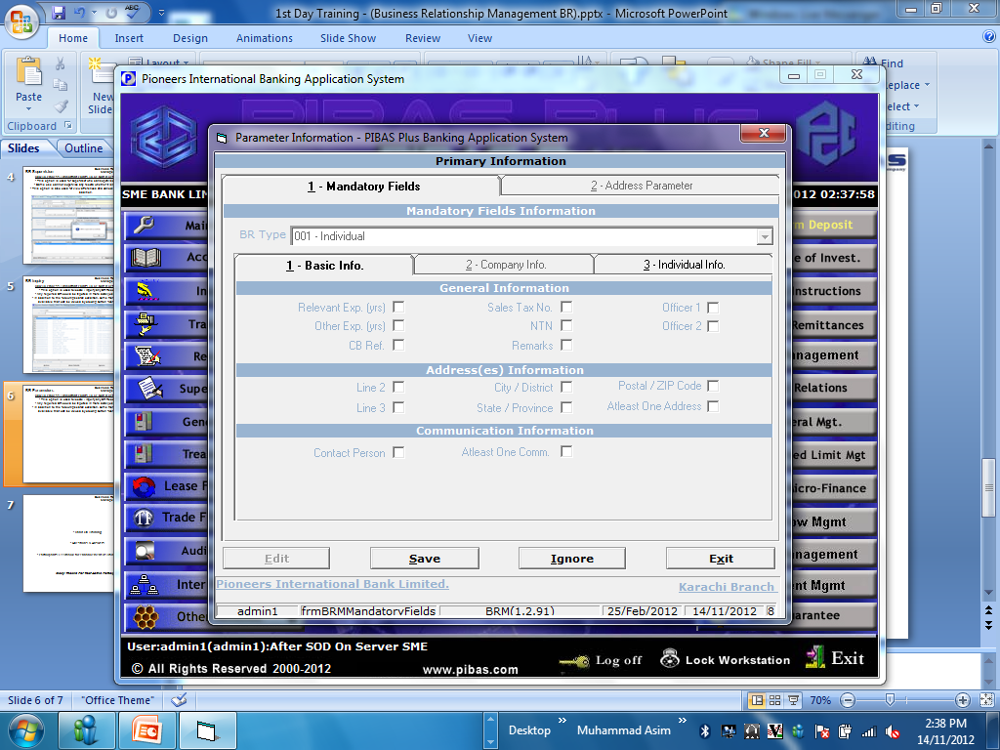 1st Day Training - (Business Relationship Management BR).pptx - Microsoft PowerPoint
Home Insert Design Animations Slide Show Review View
Paste
Clipboard
New
Slide
Layout
Shape Fill
Find
Replace
Select
Editing
Slides Outline
4
5
6
7
Pioneers International Banking Application System
PIBAS Plus
SME BANK LIM
2012 02:37:58
Parameter Information - PIBAS Plus Banking Application System
Primary Information
1 - Mandatory Fields 2 - Address Parameter
Mandatory Fields Information
BR Type 001 - Individual
1 - Basic Info. 2 - Company Info. 3 - Individual Info.
General Information
Relevant Exp. (yrs) Sales Tax No. Officer 1
Other Exp. (yrs) NTN Officer 2
CB Ref. Remarks
Address(es) Information
Line 2 City / District Postal / ZIP Code
Line 3 State / Province Atleast One Address
Communication Information
Contact Person Atleast One Comm.
Edit Save Ignore Exit
Pioneers International Bank Limited. Karachi Branch
admin1 frmBRMMandatoryFields BRM(1.2.91) 25/Feb/2012 14/11/2012 8
Mai
Acc
In
Tra
Re
Supe
Gen
Trea
Lease F
Trade F
Audi
Inter
Othe
m Deposit
e of Invest.
Instructions
Remittances
anagement
Relations
eral Mgt.
ed Limit Mgt
icro-Finance
ow Mgmt
anagement
nt Mgmt
arantee
User:admin1(admin1):After SOD On Server SME
© All Rights Reserved 2000-2012
www.pibas.com
Log off Lock Workstation Exit
Slide 6 of 7 "Office Theme" 70%
Desktop » Muhammad Asim »
2:38 PM
14/11/2012